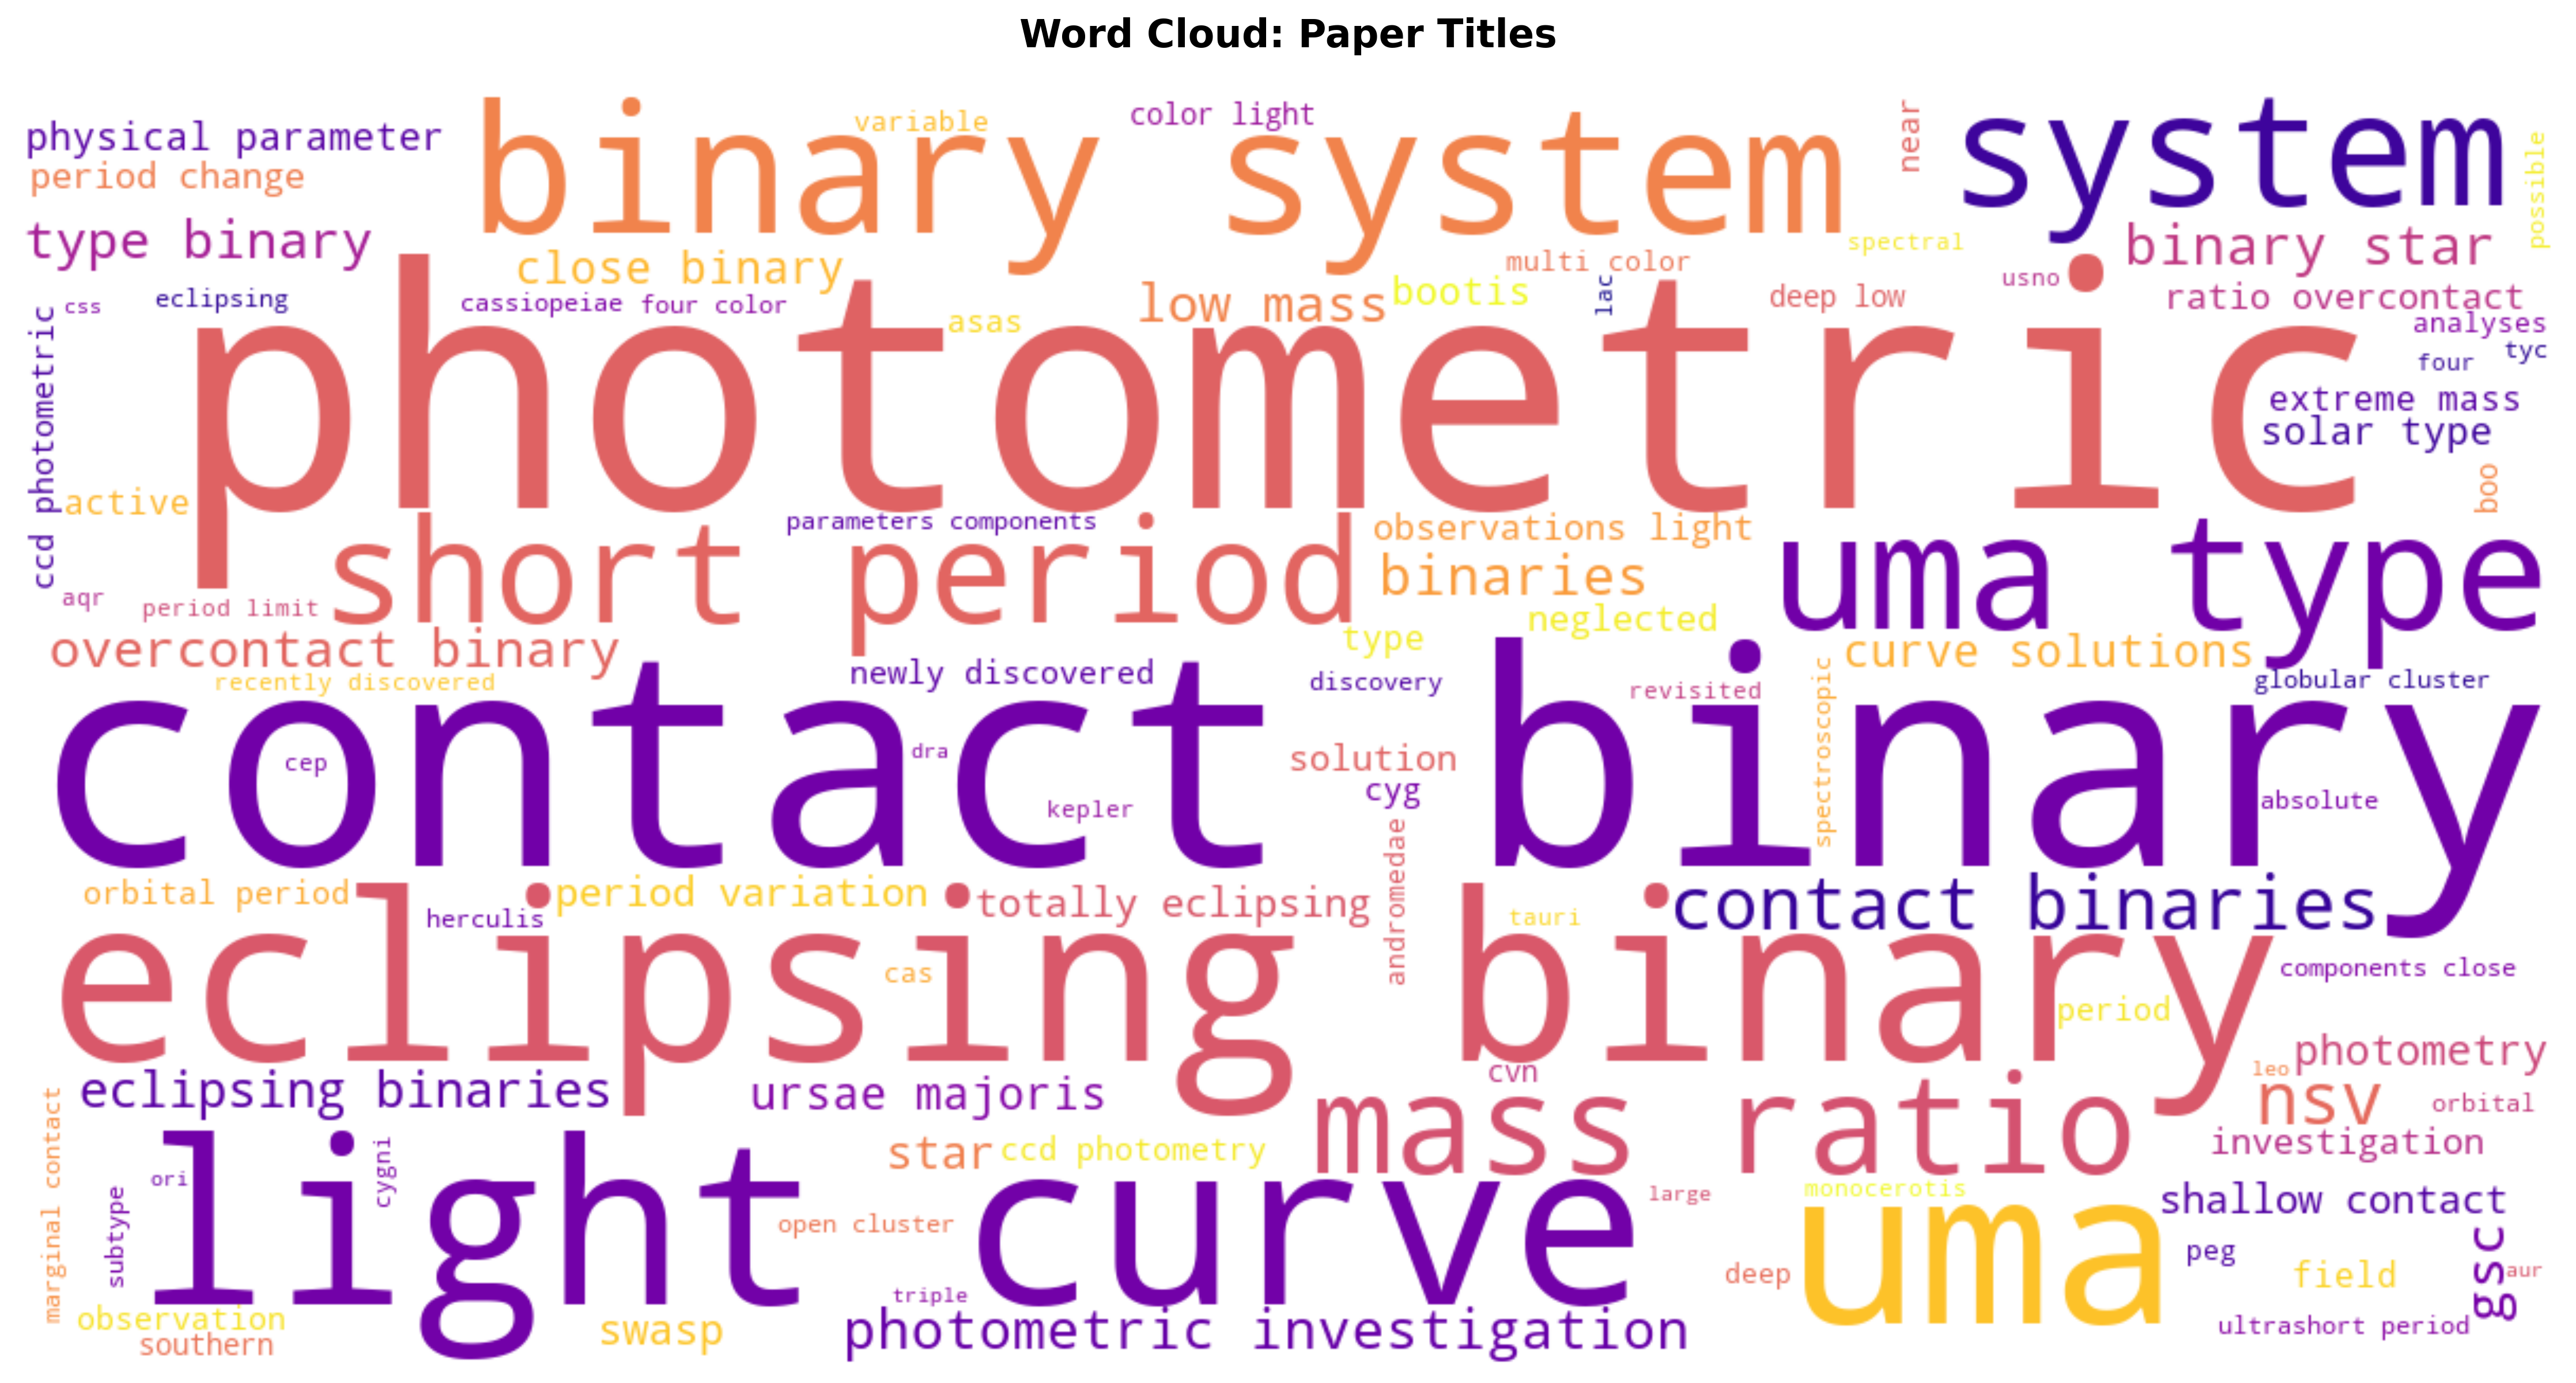 Word Cloud: Paper Titles
physical parameter
period change
type binary
binary system
variable
color light
near
system
possible
close binary
multi color
spectral
binary star
css
eclipsing
cassiopeiae
four color
asas
low mass
bootis
lac
deep low
usno
ratio overcontact
analyses
four
tyc
ccd photometric
photometric
extreme mass
solar type
boo
active
short period
parameters components
observations light
binaries
uma type
aqr
period limit
neglected
type
overcontact binary
curve solutions
recently discovered
newly discovered
discovery
revisited
spectroscopic
globular cluster
contact binary
cep
dra
kepler
solution
cyg
andromedae
absolute
orbital period
period variation
totally eclipsing
contact binaries
herculis
tauri
eclipsing binary
cas
components close
period
photometry
leo
nsv
orbital
eclipsing binaries
ursae majoris
cvn
mass ratio
investigation
marginal contact
subtype
ori
cygni
light curve
star
ccd photometry
large
monocerotis
uma
shallow contact
open cluster
peg
gsc
aur
deep
field
triple
observation
southern
swasp
photometric investigation
ultrashort period